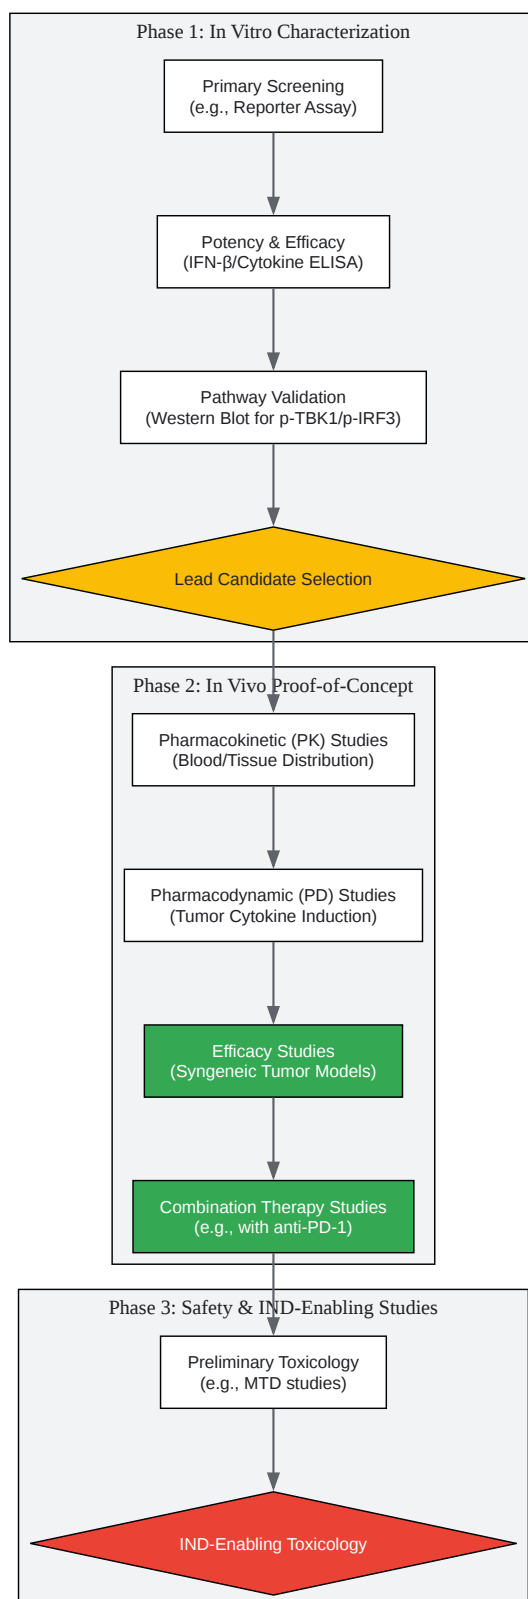 Phase 1: In Vitro Characterization
Primary Screening
(e.g., Reporter Assay)
Potency & Efficacy
(IFN-β/Cytokine ELISA)
Pathway Validation
(Western Blot for p-TBK1/p-IRF3)
Lead Candidate Selection
Phase 2: In Vivo Proof-of-Concept
Pharmacokinetic (PK) Studies
(Blood/Tissue Distribution)
Pharmacodynamic (PD) Studies
(Tumor Cytokine Induction)
Efficacy Studies
(Syngeneic Tumor Models)
Combination Therapy Studies
(e.g., with anti-PD-1)
Phase 3: Safety & IND-Enabling Studies
Preliminary Toxicology
(e.g., MTD studies)
IND-Enabling Toxicology